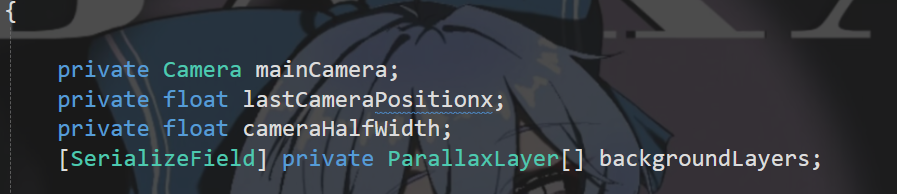 {
private Camera mainCamera;
private float lastCameraPositionx;
private float cameraHalfWidth;
[SerializeField] private ParallaxLayer[] backgroundLayers;